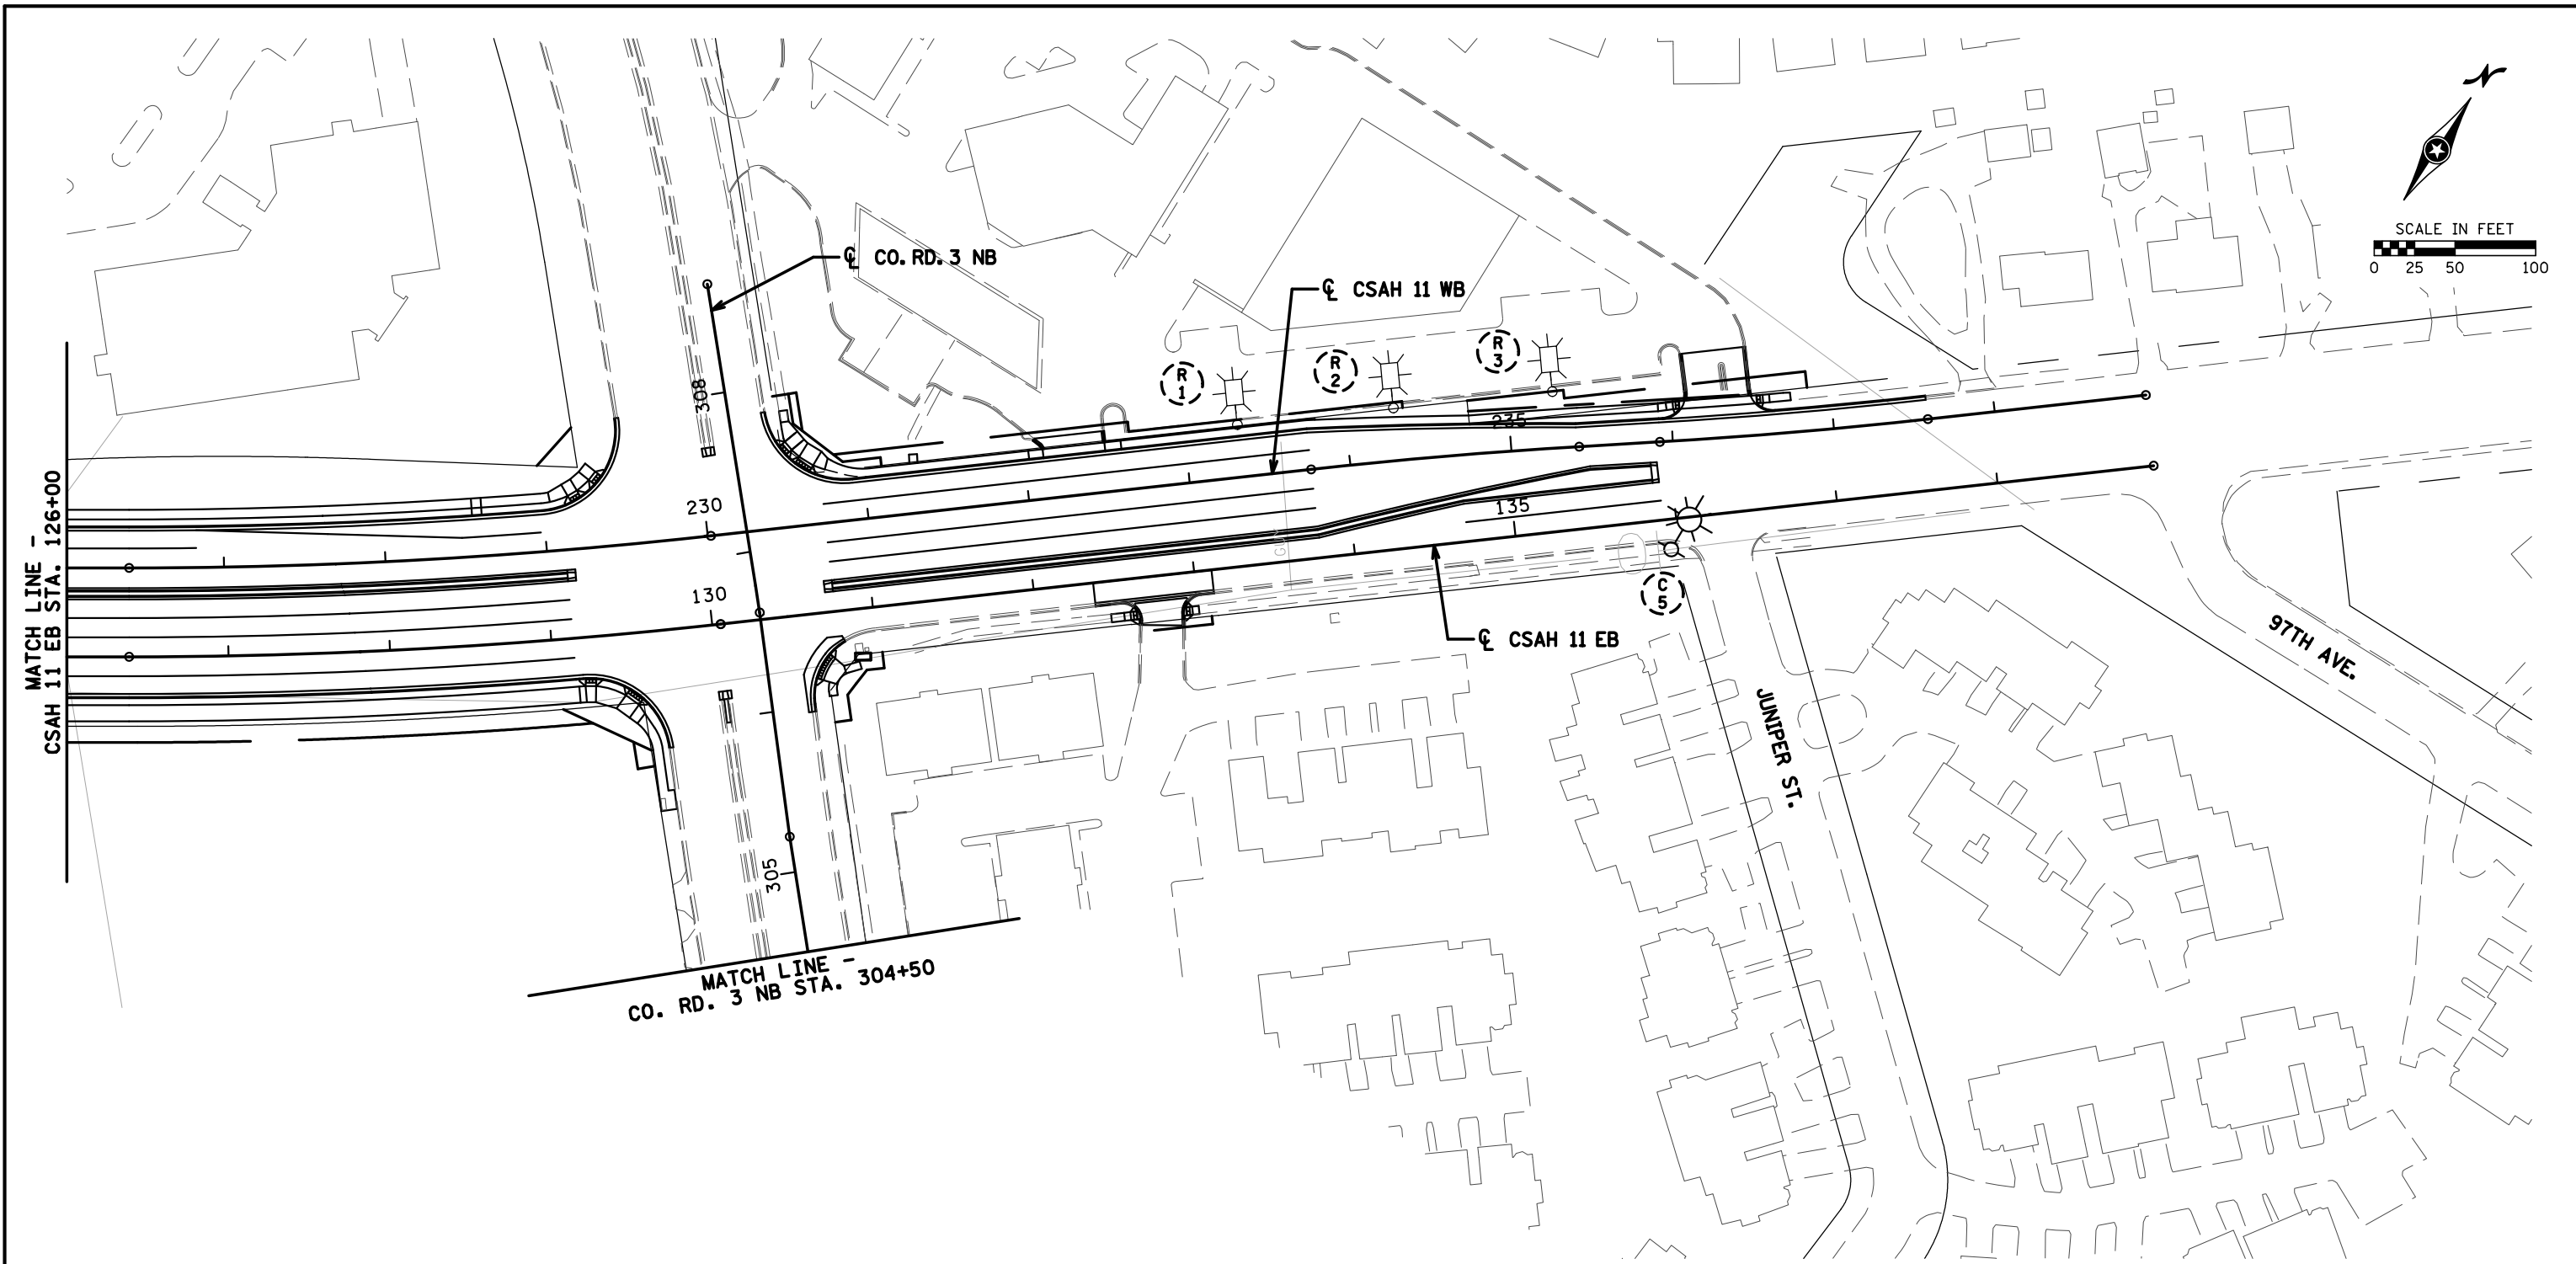 N
SCALE IN FEET
0 25 50 100
℄ CO. RD. 3 NB
℄ CSAH 11 WB
R
1
R
2
R
3
308
235
230
135
130
C
5
℄ CSAH 11 EB
MATCH LINE -
CSAH 11 EB STA. 126+00
97TH AVE.
JUNIPER ST.
305
MATCH LINE -
CO. RD. 3 NB STA. 304+50